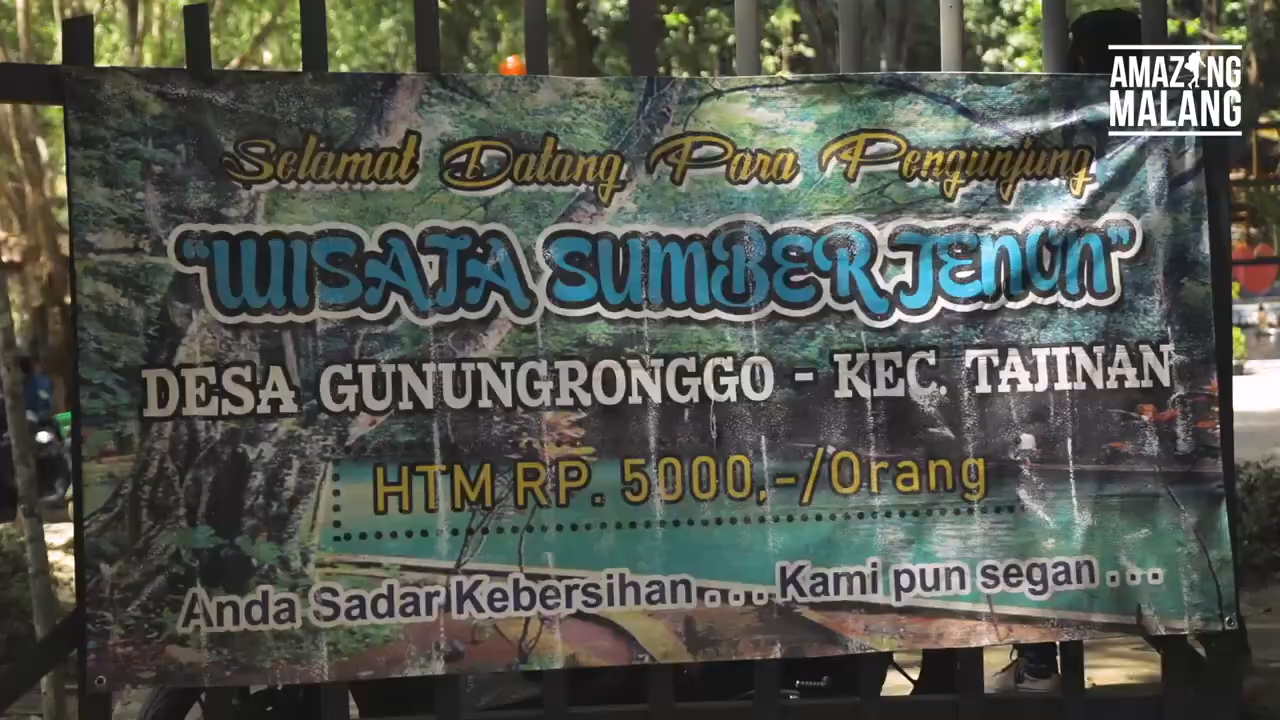 AMAZING
MALANG
Selamat Datang Para Pengunjung
"WISATA SUMBER JENON"
DESA GUNUNGRONGGO - KEC. TAJINAN
HTM RP. 5000,-/Orang
Anda Sadar Kebersihan . . . . Kami pun segan . . .